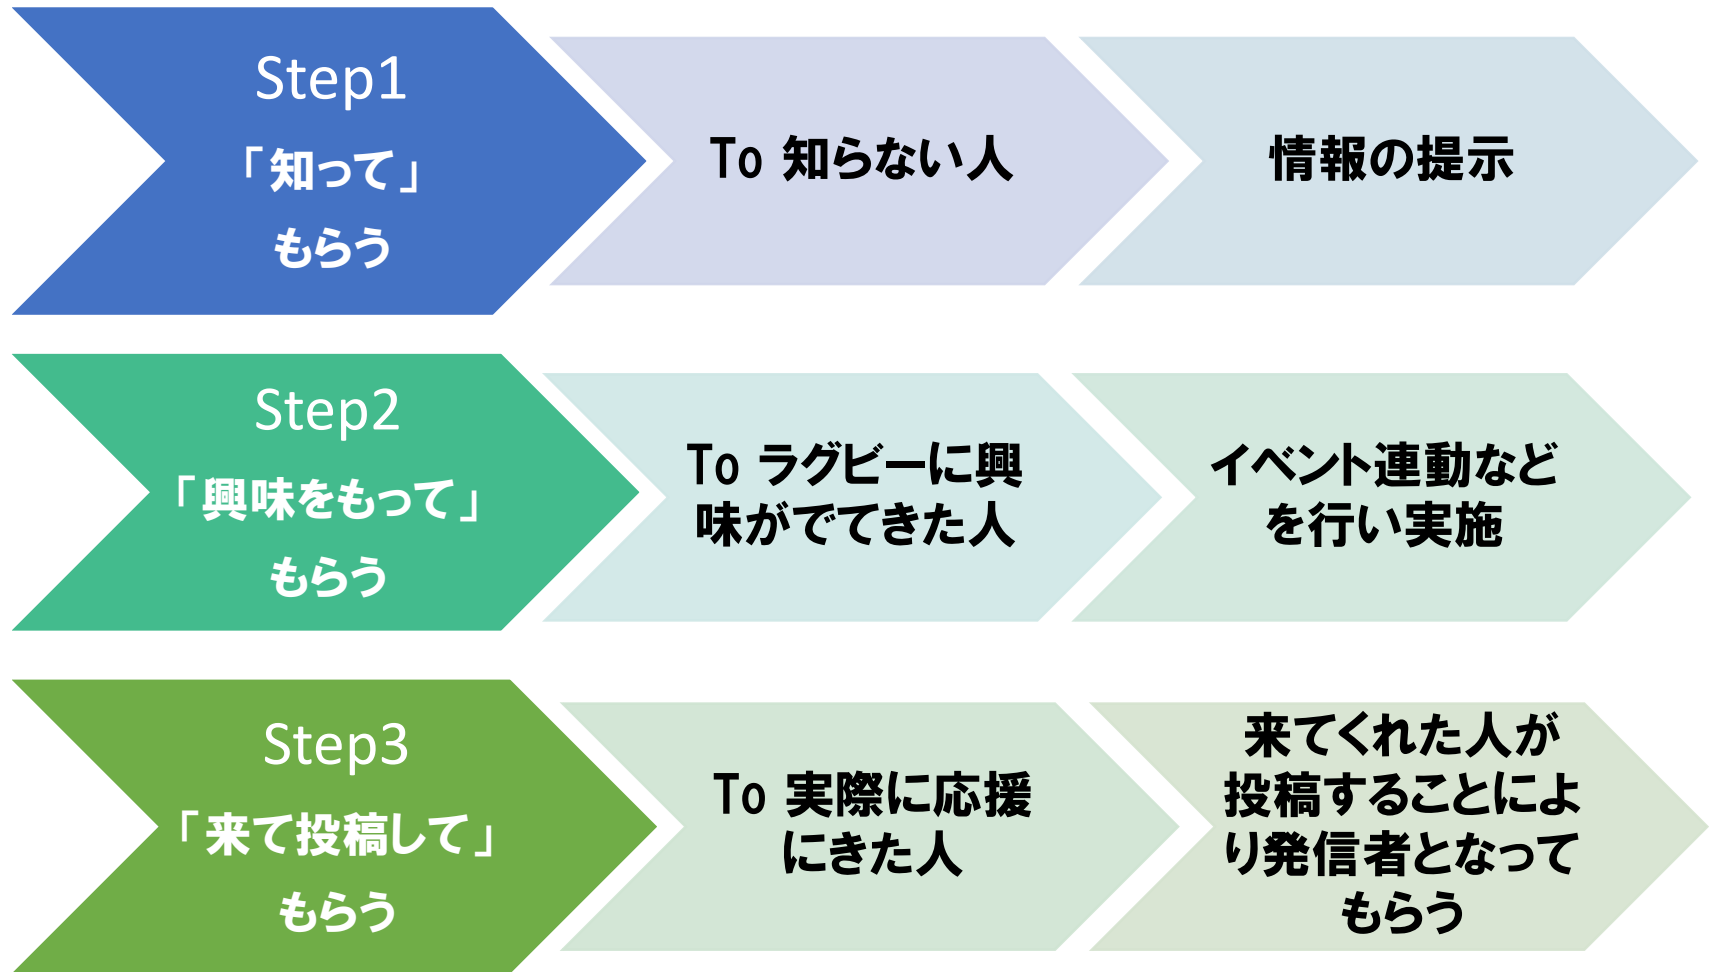 Step1
「知って」
もらう
To 知らない人
情報の提示
Step2
「興味をもって」
もらう
To ラグビーに興
味がでてきた人
イベント連動など
を行い実施
Step3
「来て投稿して」
もらう
To 実際に応援
にきた人
来てくれた人が
投稿することによ
り発信者となって
もらう